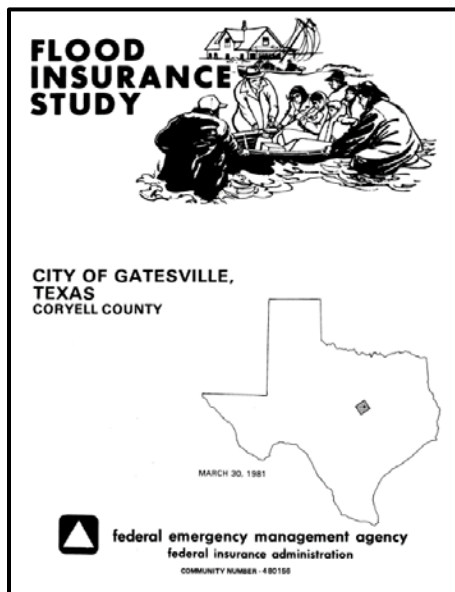 FLOOD
INSURANCE
STUDY
CITY OF GATESVILLE,
TEXAS
CORYELL COUNTY
MARCH 30, 1981
federal emergency management agency
federal insurance administration
COMMUNITY NUMBER - 480156